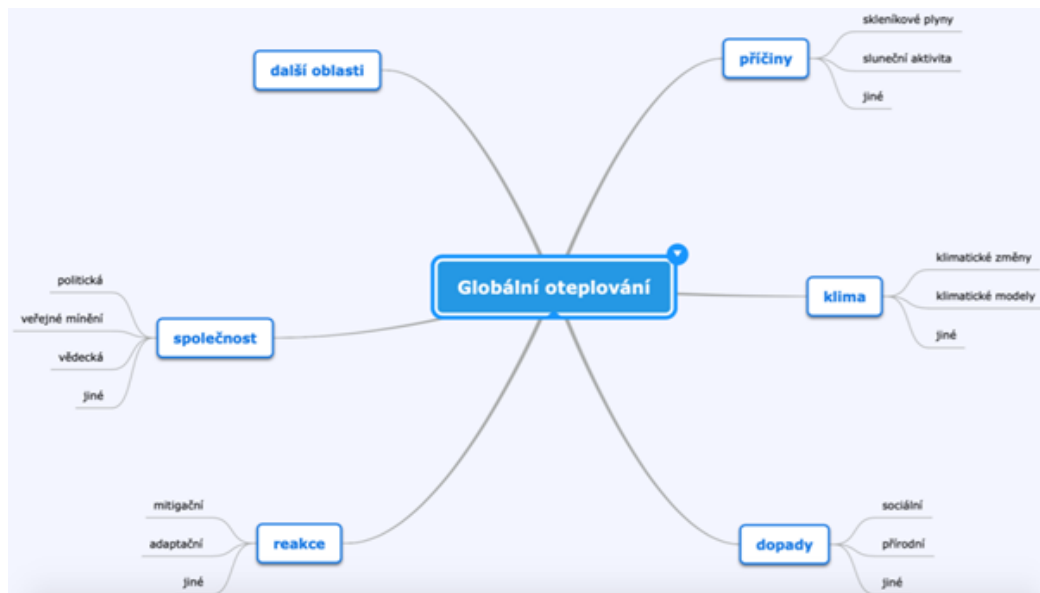 další oblasti
příčiny
skleníkové plyny
sluneční aktivita
jiné
Globální oteplování
klima
klimatické změny
klimatické modely
jiné
společnost
politická
veřejné mínění
vědecká
jiné
reakce
mitigační
adaptační
jiné
dopady
sociální
přírodní
jiné